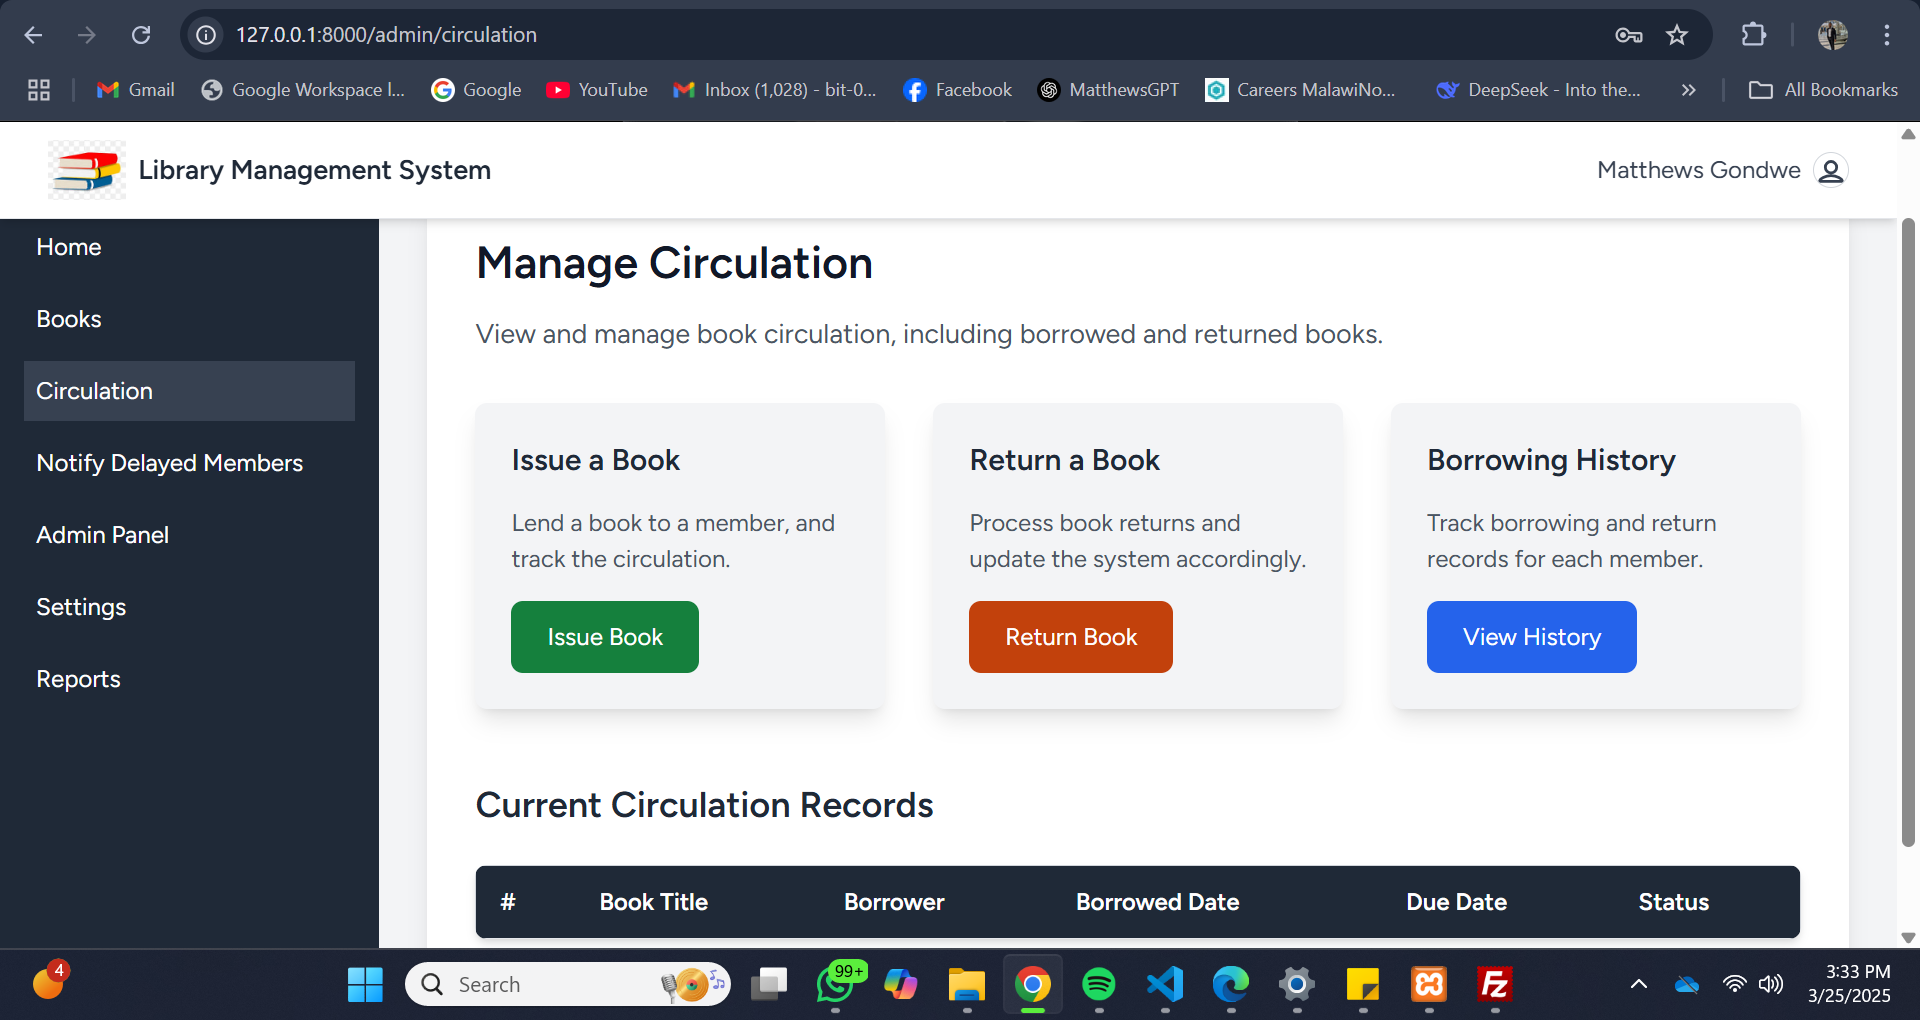 127.0.0.1:8000/admin/circulation
Gmail
Google Workspace l...
Google
YouTube
Inbox (1,028) - bit-0...
Facebook
MatthewsGPT
Careers MalawiNo...
DeepSeek - Into the...
All Bookmarks
Library Management System
Matthews Gondwe
Home
Books
Circulation
Notify Delayed Members
Admin Panel
Settings
Reports
Manage Circulation
View and manage book circulation, including borrowed and returned books.
Issue a Book
Lend a book to a member, and
track the circulation.
Issue Book
Return a Book
Process book returns and
update the system accordingly.
Return Book
Borrowing History
Track borrowing and return
records for each member.
View History
Current Circulation Records
# Book Title Borrower Borrowed Date Due Date Status
4
Search
99+
3:33 PM
3/25/2025